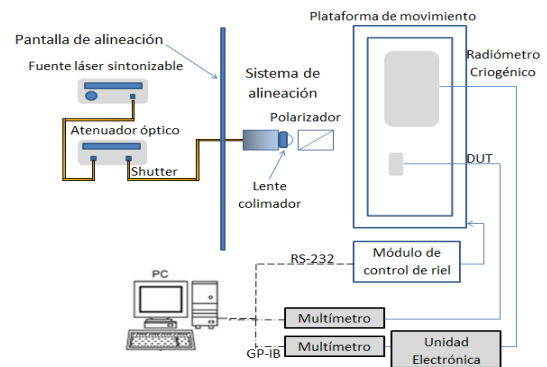 Plataforma de movimiento
Pantalla de alineación
Fuente láser sintonizable
Sistema de
alineación
Radiómetro
Criogénico
Atenuador óptico
Polarizador
Shutter
DUT
Lente
colimador
RS-232
Módulo de
control de riel
PC
Multímetro
GP-IB
Multímetro
Unidad
Electrónica